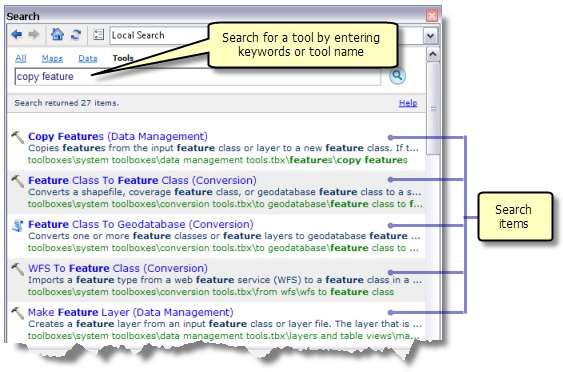 Search
Local Search
Search for a tool by entering
keywords or tool name
All Maps Data Tools
copy feature
Search returned 27 items. Help
Copy Features (Data Management)
Copies features from the input feature class or layer to a new feature class. If t...
toolboxes\system toolboxes\data management tools.tbx\features\copy features
Feature Class To Feature Class (Conversion)
Converts a shapefile, coverage feature class, or geodatabase feature class to a s...
toolboxes\system toolboxes\conversion tools.tbx\to geodatabase\feature class to f...
Feature Class To Geodatabase (Conversion)
Converts one or more feature classes or feature layers to geodatabase feature ...
toolboxes\system toolboxes\conversion tools.tbx\to geodatabase\feature class to ...
WFS To Feature Class (Conversion)
Imports a feature type from a web feature service (WFS) to a feature class in a ...
toolboxes\system toolboxes\conversion tools.tbx\from wfs\wfs to feature class
Make Feature Layer (Data Management)
Creates a feature layer from an input feature class or layer file. The layer that is ...
toolboxes\system toolboxes\data management tools.tbx\layers and table views\ma...
Search
items